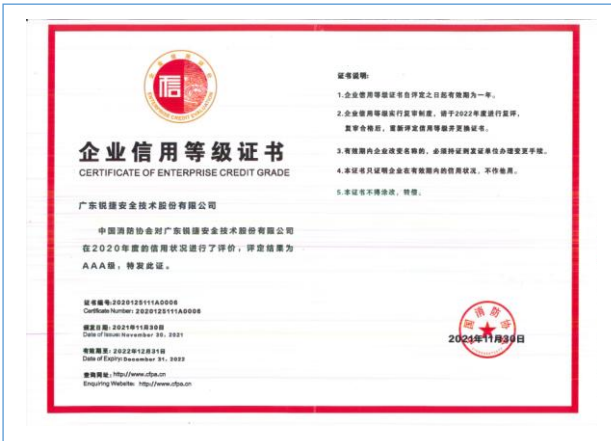 企业信用评价
信
ENTERPRISE CREDIT EVALUATION
企业信用等级证书
CERTIFICATE OF ENTERPRISE CREDIT GRADE
广东锐捷安全技术股份有限公司
中国消防协会对广东锐捷安全技术股份有限公司
在2020年度的信用状况进行了评价，评定结果为
AAA级，特发此证。
证书编号:2020125111A0006
Certificate Number: 2020125111A0006
颁发日期: 2021年11月30日
Date of Issue: November 30, 2021
有效期至: 2022年12月31日
Date of Expiry: December 31, 2022
查询网址: http://www.cfpa.cn
Enquiring Website: http://www.cfpa.cn
证书说明:
1.企业信用等级证书自评定之日起有效期为一年。
2.企业信用等级实行复审制度，请于2022年度进行复评，
复审合格后，重新评定信用等级并更换证书。
3.有效期内企业改变名称的，必须持证到发证单位办理变更手续。
4.本证书只证明企业在有效期内的信用状况，不作他用。
5.本证书不得涂改，转借。
中国消防协会
2021年11月30日